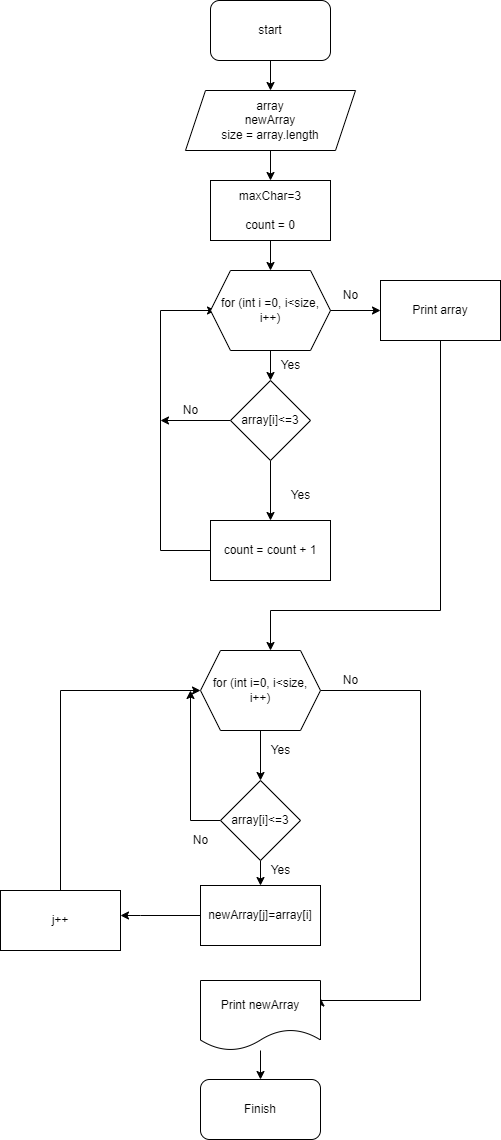 start
array
newArray
size = array.length
maxChar=3
count = 0
for (int i =0, i<size,
i++)
No
Print array
Yes
No
array[i]<=3
Yes
count = count + 1
for (int i=0, i<size,
i++)
No
Yes
array[i]<=3
No
Yes
newArray[j]=array[i]
j++
Print newArray
Finish